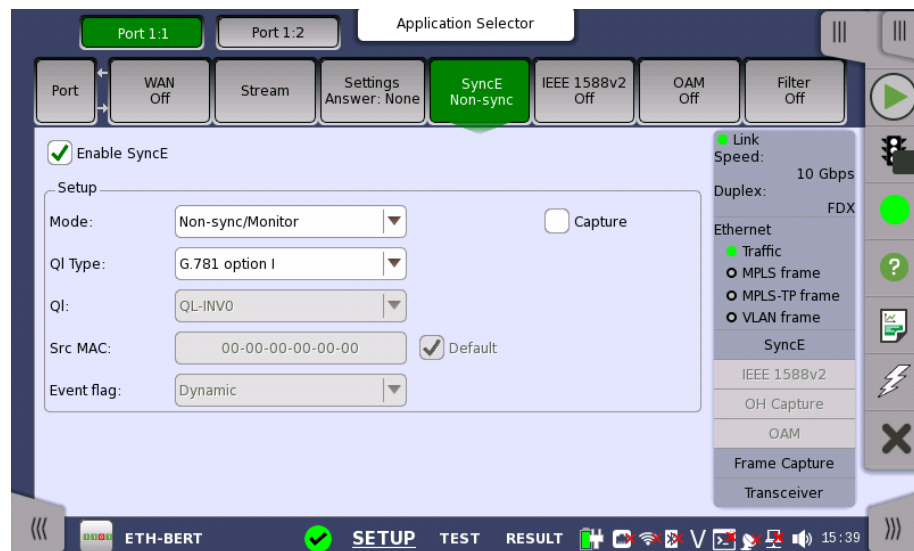 Application Selector
Port 1:1
Port 1:2
Port
WAN
Off
Stream
Settings
Answer: None
SyncE
Non-sync
IEEE 1588v2
Off
OAM
Off
Filter
Off
Enable SyncE
Setup
Mode:
Non-sync/Monitor
Capture
Ql Type:
G.781 option I
Ql:
QL-INV0
Src MAC:
00-00-00-00-00-00
Default
Event flag:
Dynamic
Link
Speed:
10 Gbps
Duplex:
FDX
Ethernet
Traffic
MPLS frame
MPLS-TP frame
VLAN frame
SyncE
IEEE 1588v2
OH Capture
OAM
Frame Capture
Transceiver
ETH-BERT
SETUP
TEST
RESULT
15:39